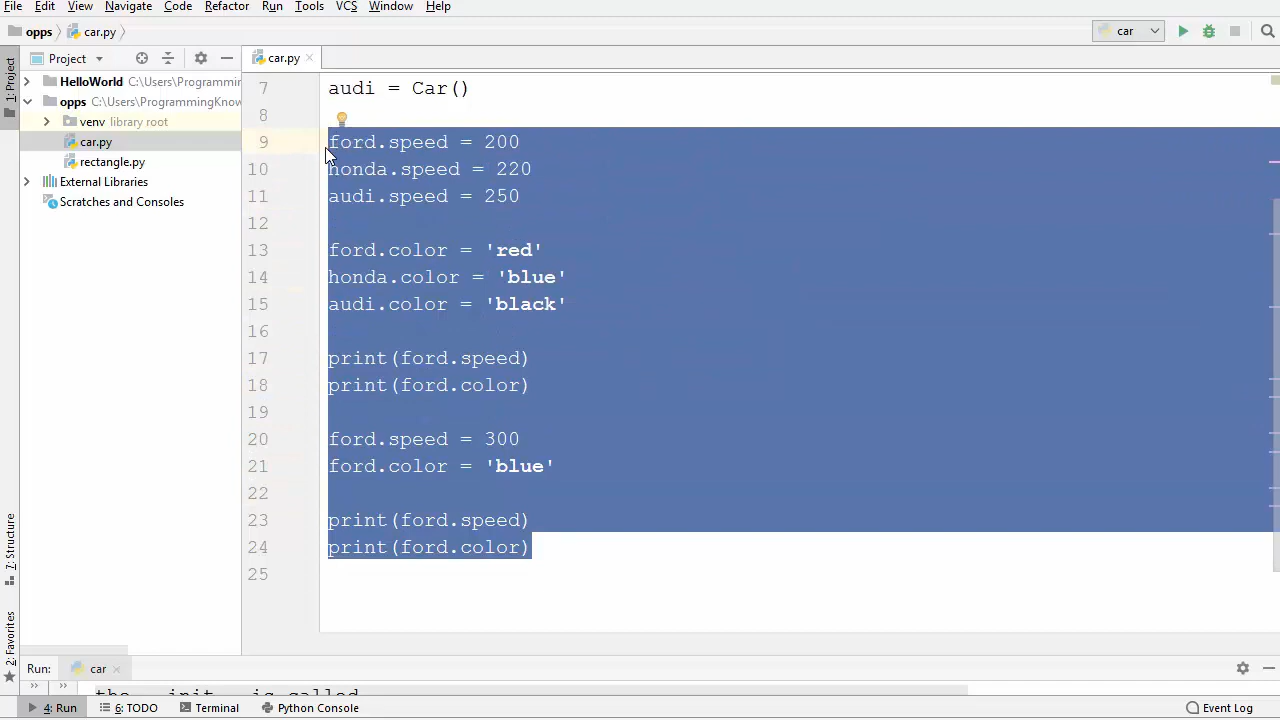 File Edit View Navigate Code Refactor Run Tools VCS Window Help
opps car.py car
1: Project Project car.py
HelloWorld C:\Users\Programmin
opps C:\Users\ProgrammingKnow
venv library root
car.py
rectangle.py
External Libraries
Scratches and Consoles
7 audi = Car()
8
9 ford.speed = 200
10 honda.speed = 220
11 audi.speed = 250
12
13 ford.color = 'red'
14 honda.color = 'blue'
15 audi.color = 'black'
16
17 print(ford.speed)
18 print(ford.color)
19
20 ford.speed = 300
21 ford.color = 'blue'
22
23 print(ford.speed)
24 print(ford.color)
25
7: Structure
2: Favorites
Run: car
the __init__ is called
4: Run 6: TODO Terminal Python Console Event Log